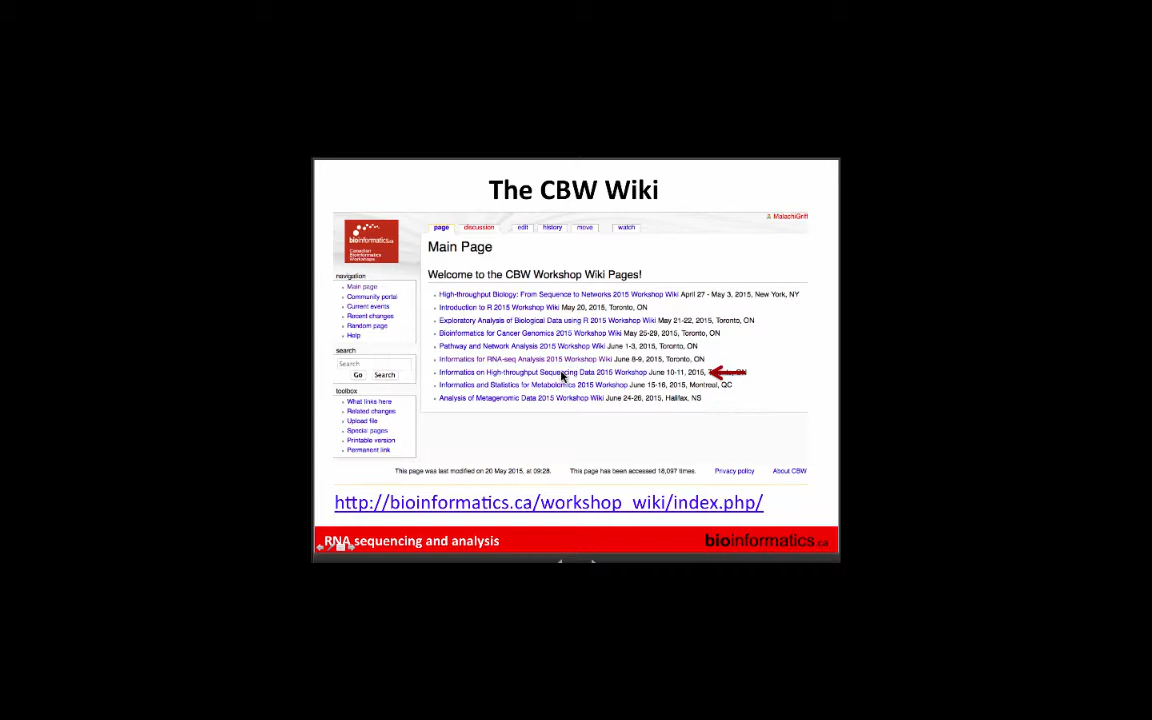 The CBW Wiki
MalachiGriff
bioinformatics.ca
Canadian
Bioinformatics
Workshops
page discussion edit history move watch
Main Page
Welcome to the CBW Workshop Wiki Pages!
High-throughput Biology: From Sequence to Networks 2015 Workshop Wiki April 27 - May 3, 2015, New York, NY
Introduction to R 2015 Workshop Wiki May 20, 2015, Toronto, ON
Exploratory Analysis of Biological Data using R 2015 Workshop Wiki May 21-22, 2015, Toronto, ON
Bioinformatics for Cancer Genomics 2015 Workshop Wiki May 25-29, 2015, Toronto, ON
Pathway and Network Analysis 2015 Workshop Wiki June 1-3, 2015, Toronto, ON
Informatics for RNA-seq Analysis 2015 Workshop Wiki June 8-9, 2015, Toronto, ON
Informatics on High-throughput Sequencing Data 2015 Workshop June 10-11, 2015,
Informatics and Statistics for Metabolomics 2015 Workshop June 15-16, 2015, Montreal, QC
Analysis of Metagenomic Data 2015 Workshop Wiki June 24-26, 2015, Halifax, NS
navigation
Main page
Community portal
Current events
Recent changes
Random page
Help
search
Search
Go Search
toolbox
What links here
Related changes
Upload file
Special pages
Printable version
Permanent link
This page was last modified on 20 May 2015, at 09:28. This page has been accessed 18,097 times. Privacy policy About CBW
http://bioinformatics.ca/workshop_wiki/index.php/
RNA sequencing and analysis bioinformatics.ca